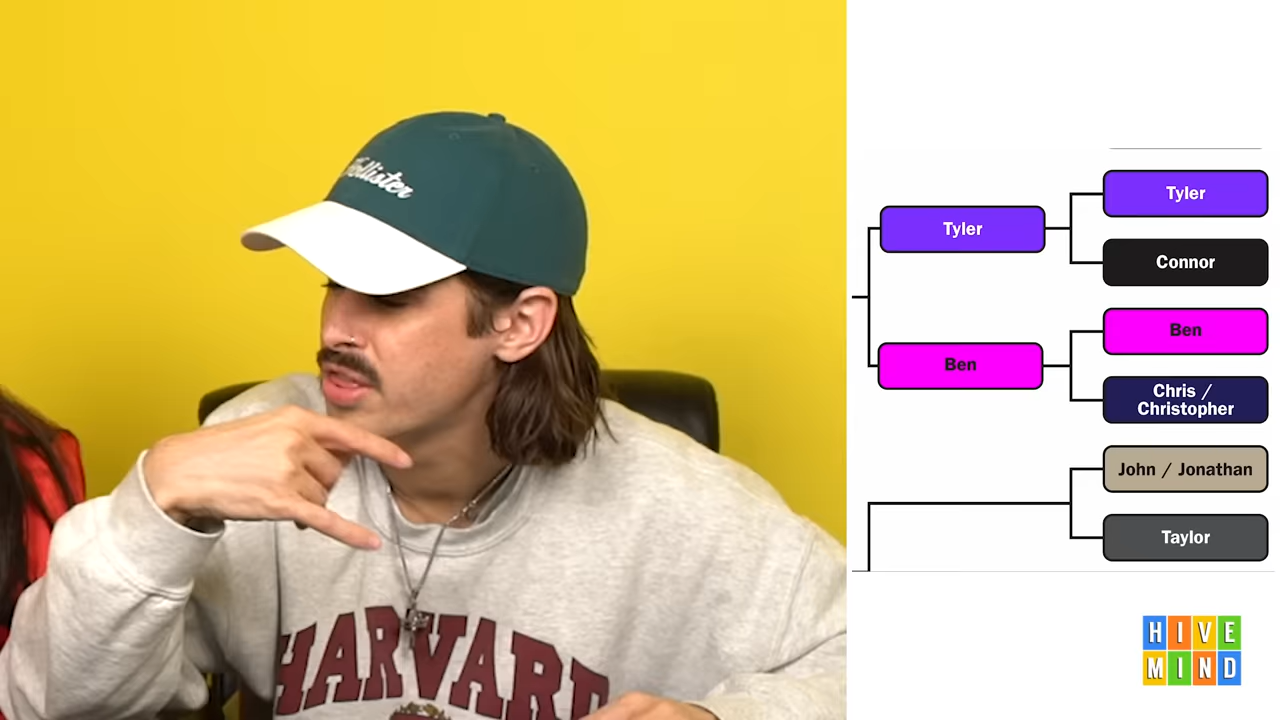 Hollister
HARVARD
Tyler
Tyler
Connor
Ben
Ben
Chris /
Christopher
John / Jonathan
Taylor
HIVE
MIND